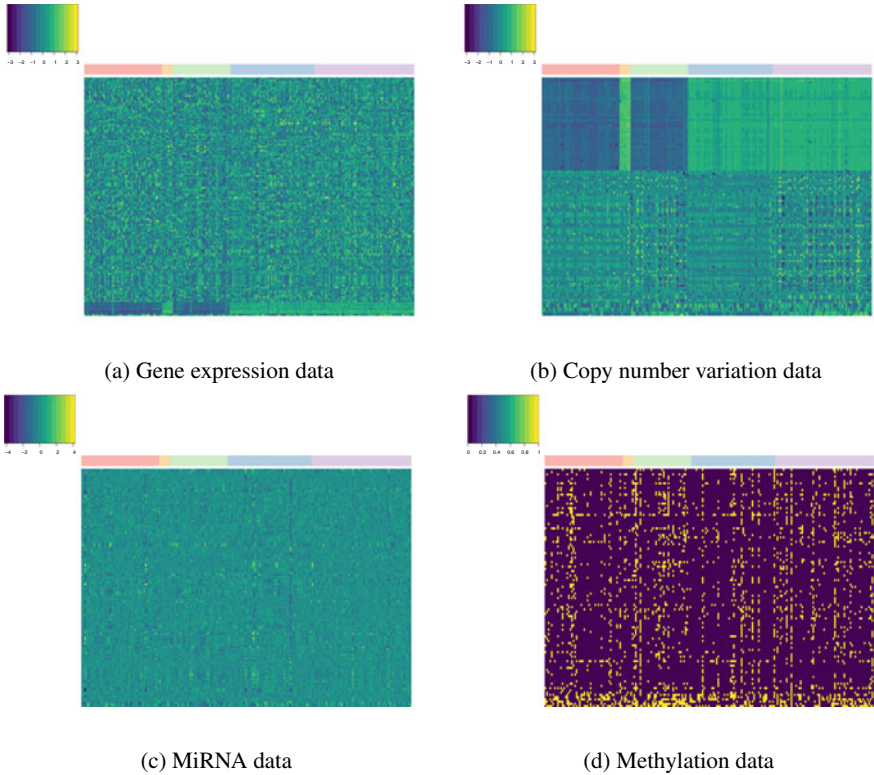 −3 −2 −1 0 1 2 3
−3 −2 −1 0 1 2 3
(a) Gene expression data
(b) Copy number variation data
−4 −2 0 2 4
0 0.2 0.4 0.6 0.8 1
(c) MiRNA data
(d) Methylation data